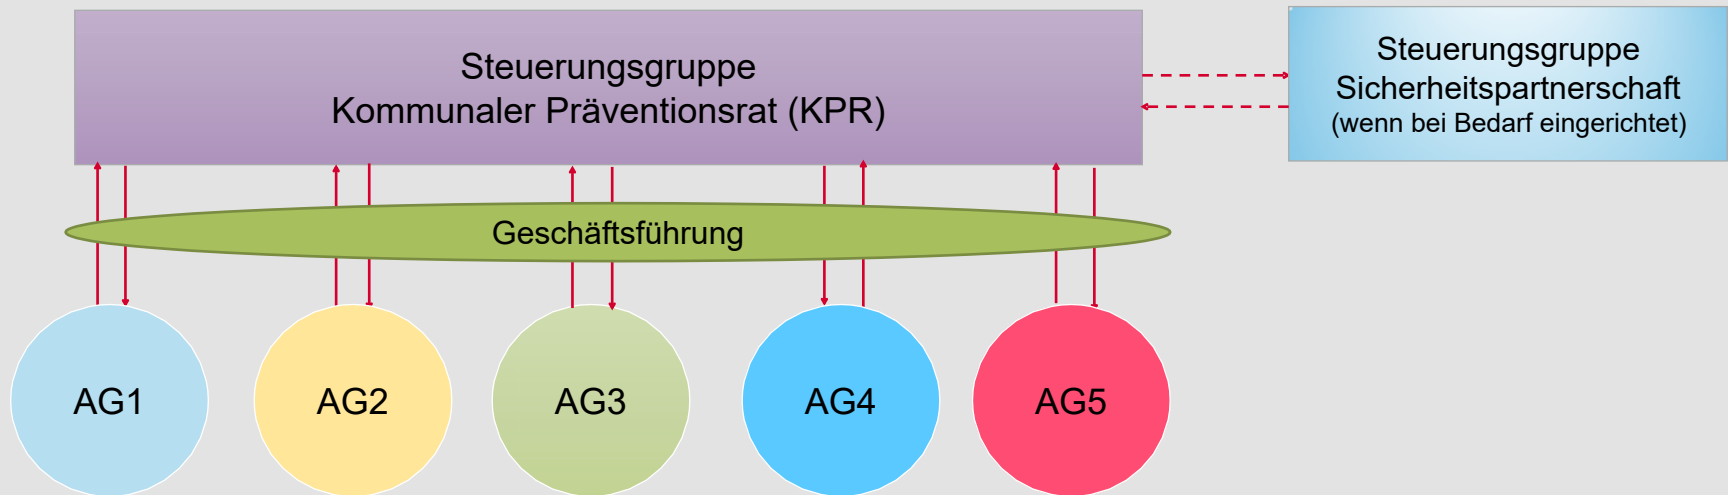 Steuerungsgruppe
Kommunaler Präventionsrat (KPR)
Steuerungsgruppe
Sicherheitspartnerschaft
(wenn bei Bedarf eingerichtet)
Geschäftsführung
AG1
AG2
AG3
AG4
AG5